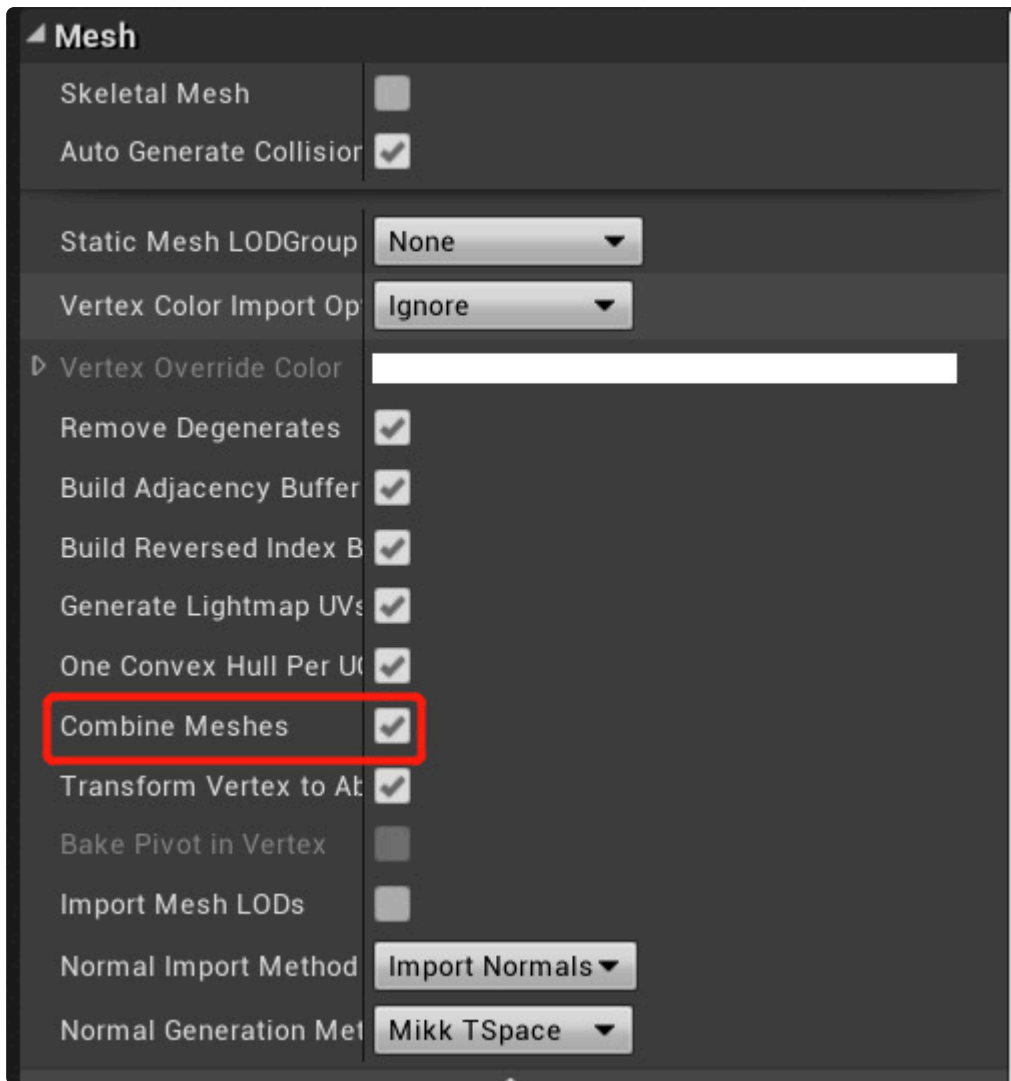 Mesh
Skeletal Mesh
Auto Generate Collision
Static Mesh LODGroup None
Vertex Color Import Op Ignore
Vertex Override Color
Remove Degenerates
Build Adjacency Buffer
Build Reversed Index B
Generate Lightmap UVs
One Convex Hull Per UC
Combine Meshes
Transform Vertex to Ab
Bake Pivot in Vertex
Import Mesh LODs
Normal Import Method Import Normals
Normal Generation Met Mikk TSpace